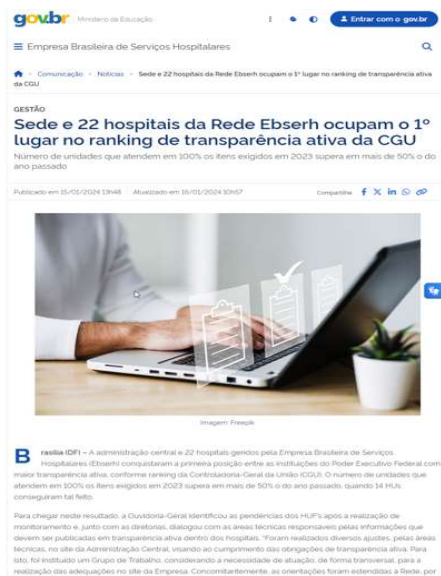 gov.br Ministério da Educação
Entrar com o gov.br
Empresa Brasileira de Serviços Hospitalares
Comunicação Notícias Sede e 22 hospitais da Rede Ebserh ocupam o 1º lugar no ranking de transparência ativa
da CGU
GESTÃO
Sede e 22 hospitais da Rede Ebserh ocupam o 1º
lugar no ranking de transparência ativa da CGU
Número de unidades que atendem em 100% os itens exigidos em 2023 supera em mais de 50% o do
ano passado
Publicado em 15/01/2024 13h48 Atualizado em 16/01/2024 10h57 Compartilhe:
Imagem: Freepik
Brasília (DF) – A administração central e 22 hospitais geridos pela Empresa Brasileira de Serviços
Hospitalares (Ebserh) conquistaram a primeira posição entre as instituições do Poder Executivo Federal com
maior transparência ativa, conforme ranking da Controladoria-Geral da União (CGU). O número de unidades que
atendem em 100% os itens exigidos em 2023 supera em mais de 50% o do ano passado, quando 14 HUs
conseguiram tal feito.
Para chegar neste resultado, a Ouvidoria-Geral identificou as pendências dos HUF's após a realização de
monitoramento e, junto com as diretorias, dialogou com as áreas técnicas responsáveis pelas informações que
devem ser publicadas em transparência ativa dentro dos hospitais. "Foram realizados diversos ajustes, pelas áreas
técnicas, no site da Administração Central, visando ao cumprimento das obrigações de transparência ativa. Para
isto, foi instituído um Grupo de Trabalho, considerando a necessidade de atuação, de forma transversal, para a
realização das adequações no site da Empresa. Concomitantemente, as orientações foram estendidas à Rede, por